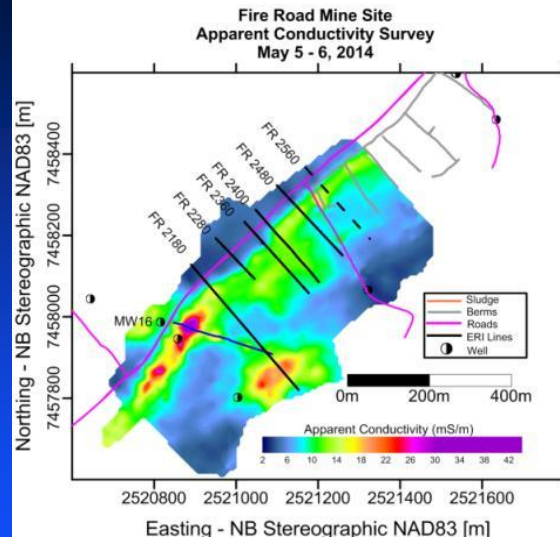 Fire Road Mine Site
Apparent Conductivity Survey
May 5 - 6, 2014
Northing - NB Stereographic NAD83 [m]
7458400
7458200
7458000
7457800
FR 2560
FR 2480
FR 2400
FR 2360
FR 2280
FR 2180
MW16
Sludge
Berms
Roads
ERI Lines
Well
0m 200m 400m
Apparent Conductivity (mS/m)
2 6 10 14 18 22 26 30 34 42
2520800 2521000 2521200 2521400 2521600
Easting - NB Stereographic NAD83 [m]